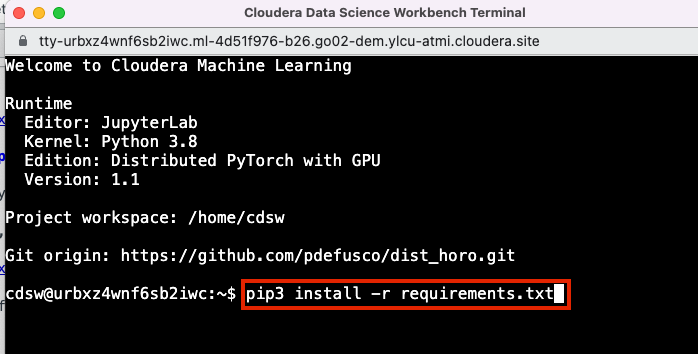 Cloudera Data Science Workbench Terminal
tty-urbxz4wnf6sb2iwc.ml-4d51f976-b26.go02-dem.ylcu-atmi.cloudera.site
Welcome to Cloudera Machine Learning
Runtime
Editor: JupyterLab
Kernel: Python 3.8
Edition: Distributed PyTorch with GPU
Version: 1.1
Project workspace: /home/cdsw
Git origin: https://github.com/pdefusco/dist_horo.git
cdsw@urbxz4wnf6sb2iwc:~$ pip3 install -r requirements.txt